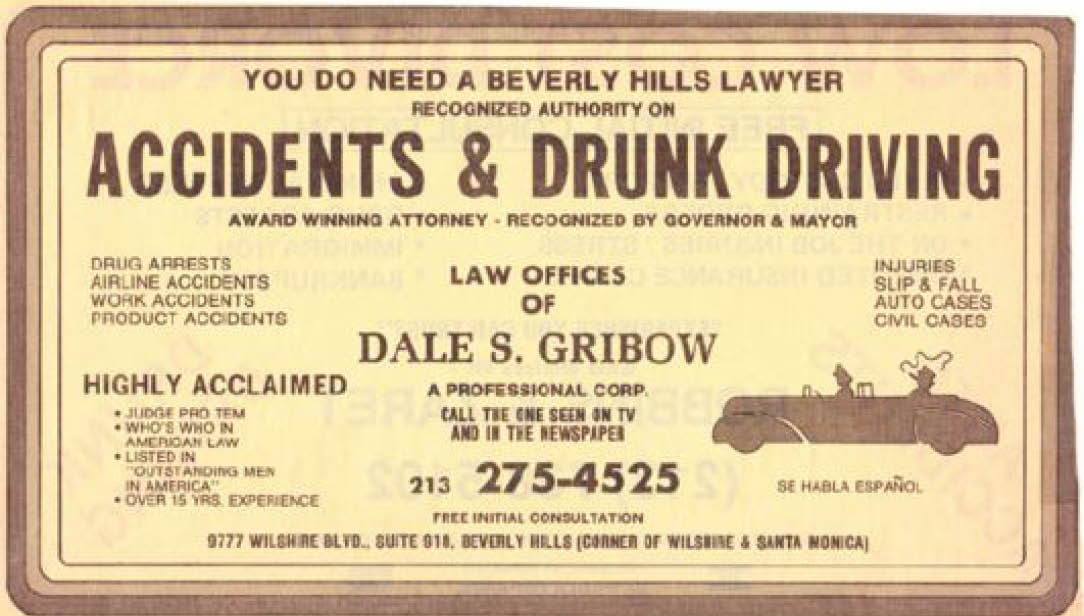 YOU DO NEED A BEVERLY HILLS LAWYER
RECOGNIZED AUTHORITY ON
ACCIDENTS & DRUNK DRIVING
AWARD WINNING ATTORNEY - RECOGNIZED BY GOVERNOR & MAYOR
DRUG ARRESTS
AIRLINE ACCIDENTS
WORK ACCIDENTS
PRODUCT ACCIDENTS
LAW OFFICES
OF
DALE S. GRIBOW
A PROFESSIONAL CORP.
CALL THE ONE SEEN ON TV
AND IN THE NEWSPAPER
INJURIES
SLIP & FALL
AUTO CASES
CIVIL CASES
HIGHLY ACCLAIMED
• JUDGE PRO TEM
• WHO'S WHO IN
AMERICAN LAW
• LISTED IN
"OUTSTANDING MEN
IN AMERICA"
• OVER 15 YRS. EXPERIENCE
213 275-4525
SE HABLA ESPAÑOL
FREE INITIAL CONSULTATION
9777 WILSHIRE BLVD., SUITE 918, BEVERLY HILLS (CORNER OF WILSHIRE & SANTA MONICA)